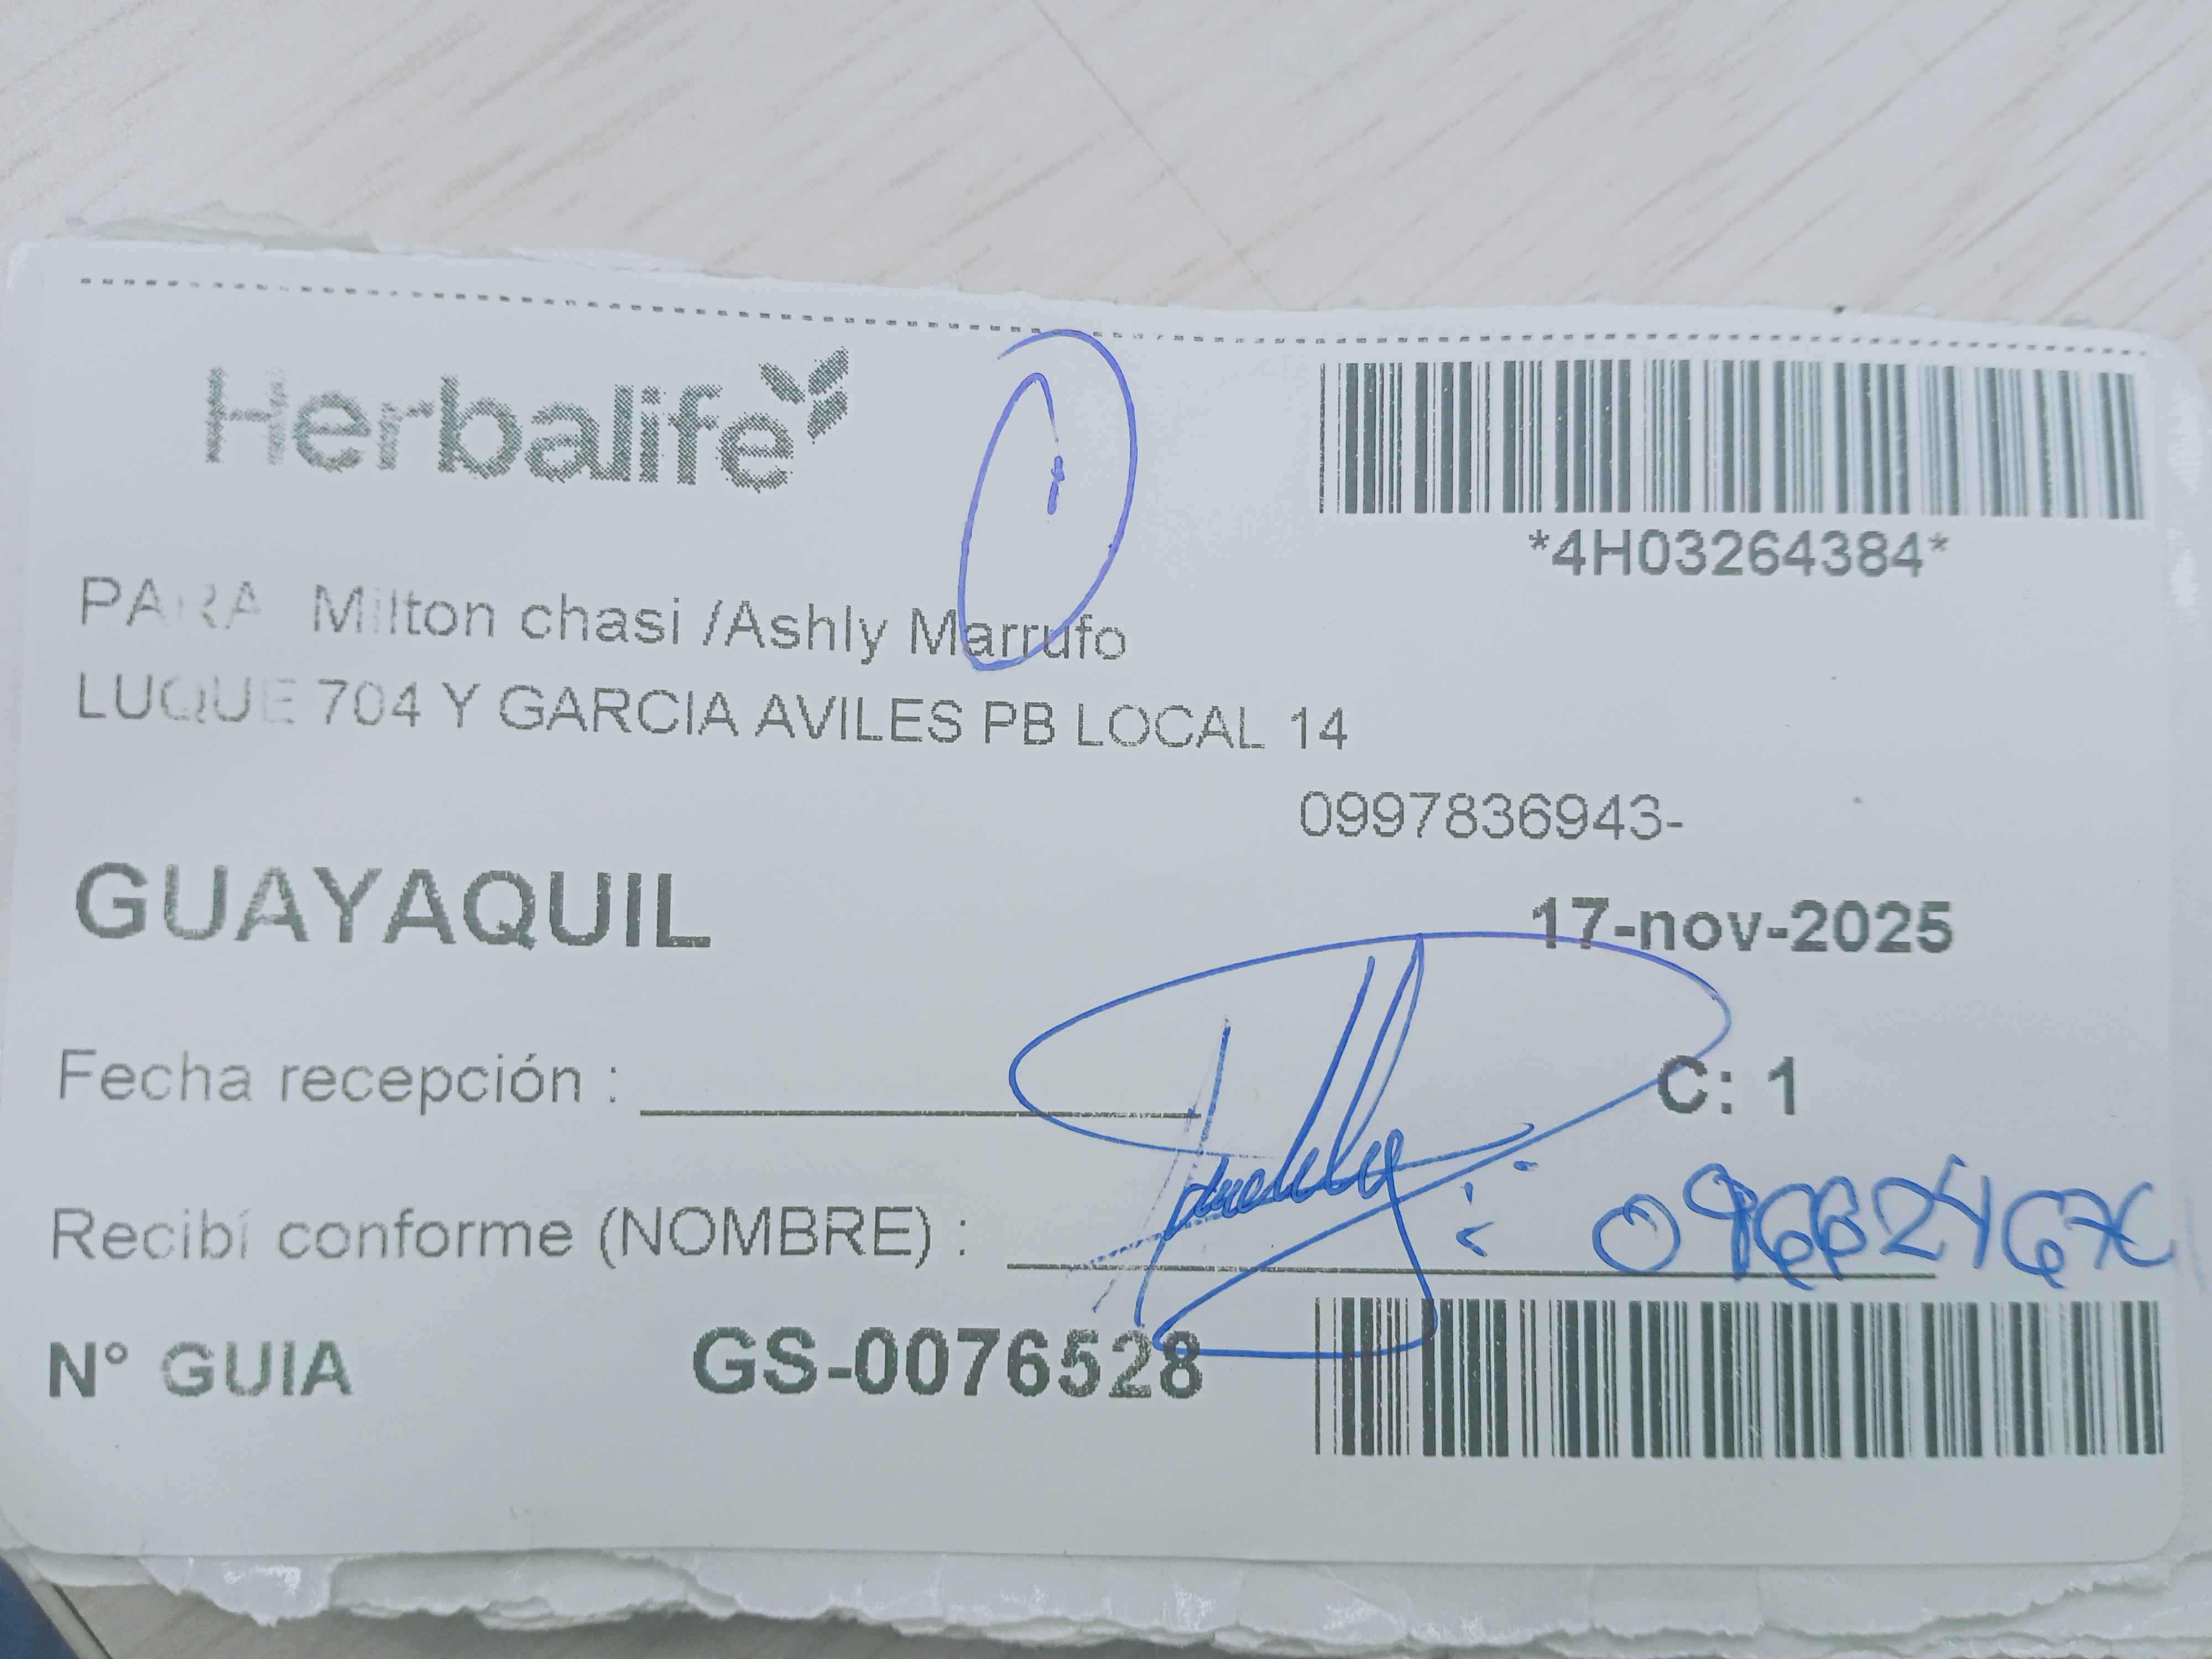 Herbalife
*4H03264384*
PARA Milton chasi /Ashly Marrufo
LUQUE 704 Y GARCIA AVILES PB LOCAL 14
0997836943-
GUAYAQUIL
17-nov-2025
Fecha recepción :
C: 1
Recibí conforme (NOMBRE) :
N° GUIA
GS-0076528